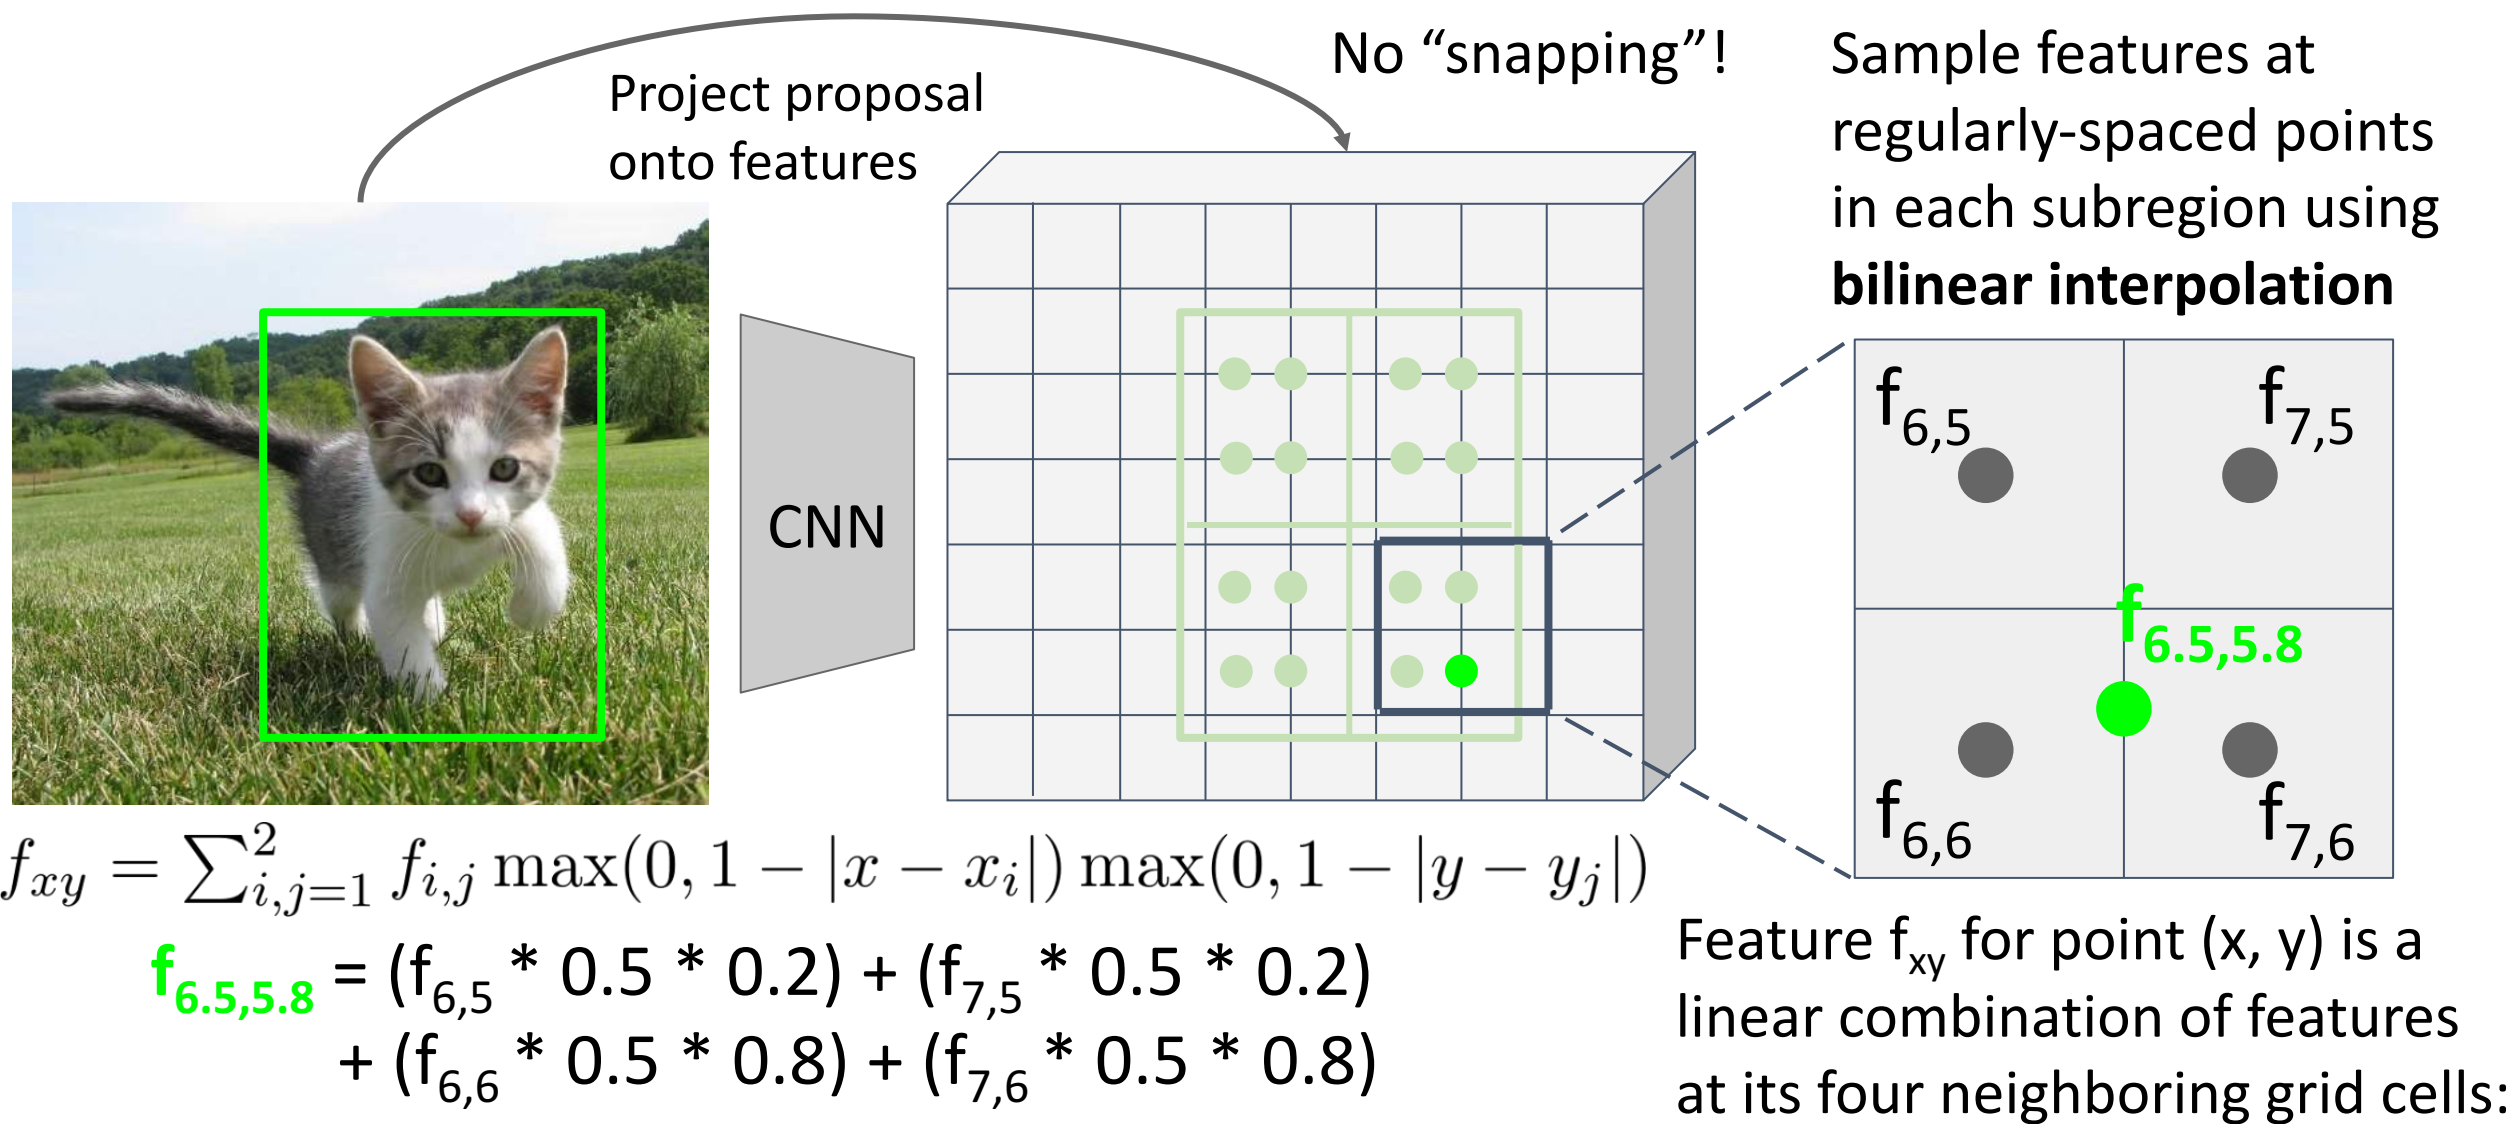 Project proposal
onto features
No “snapping”!
Sample features at
regularly-spaced points
in each subregion using
bilinear interpolation
CNN
f6,5
f7,5
f6.5,5.8
f6,6
f7,6
fxy = ∑²i,j=1 fi,j max(0, 1 − |x − xi|) max(0, 1 − |y − yj|)
f6.5,5.8 = (f6,5 * 0.5 * 0.2) + (f7,5 * 0.5 * 0.2)
+ (f6,6 * 0.5 * 0.8) + (f7,6 * 0.5 * 0.8)
Feature fxy for point (x, y) is a
linear combination of features
at its four neighboring grid cells: